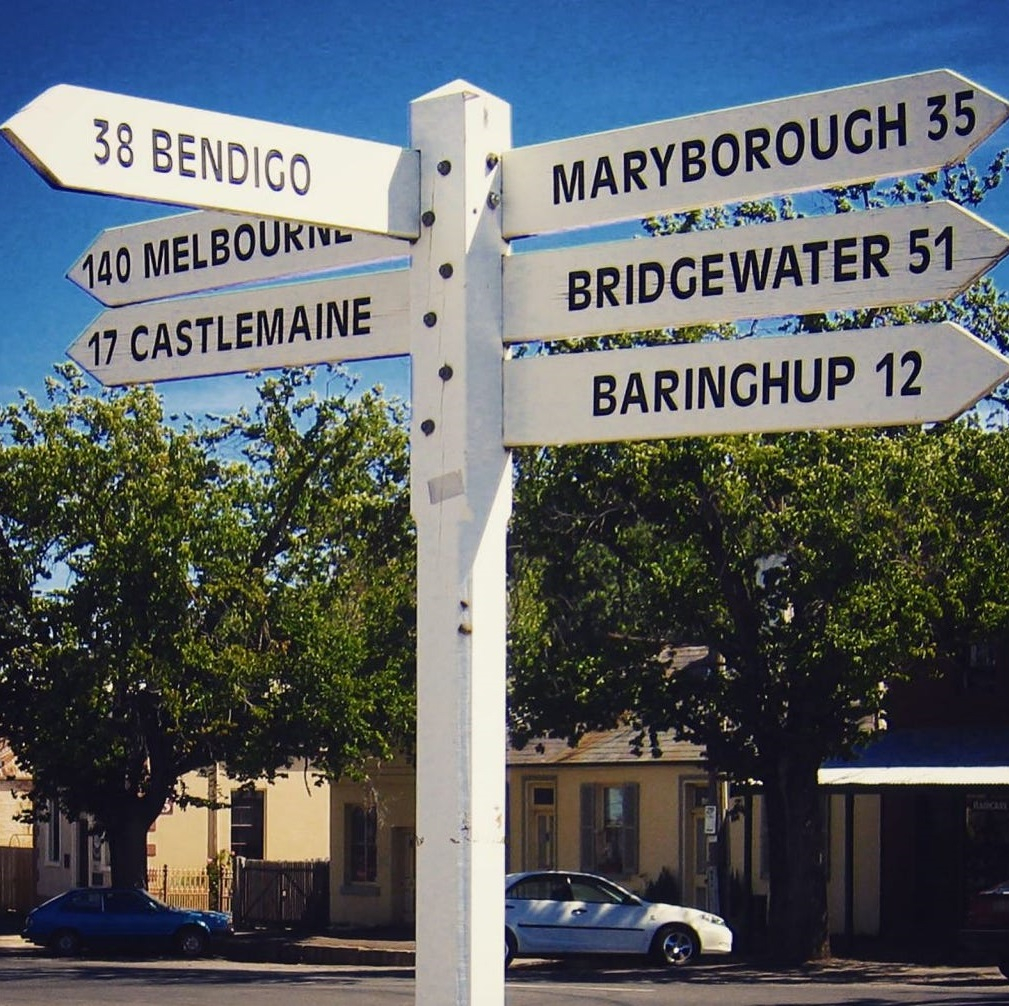 38 BENDIGO
140 MELBOURNE
17 CASTLEMAINE
MARYBOROUGH 35
BRIDGEWATER 51
BARINGHUP 12